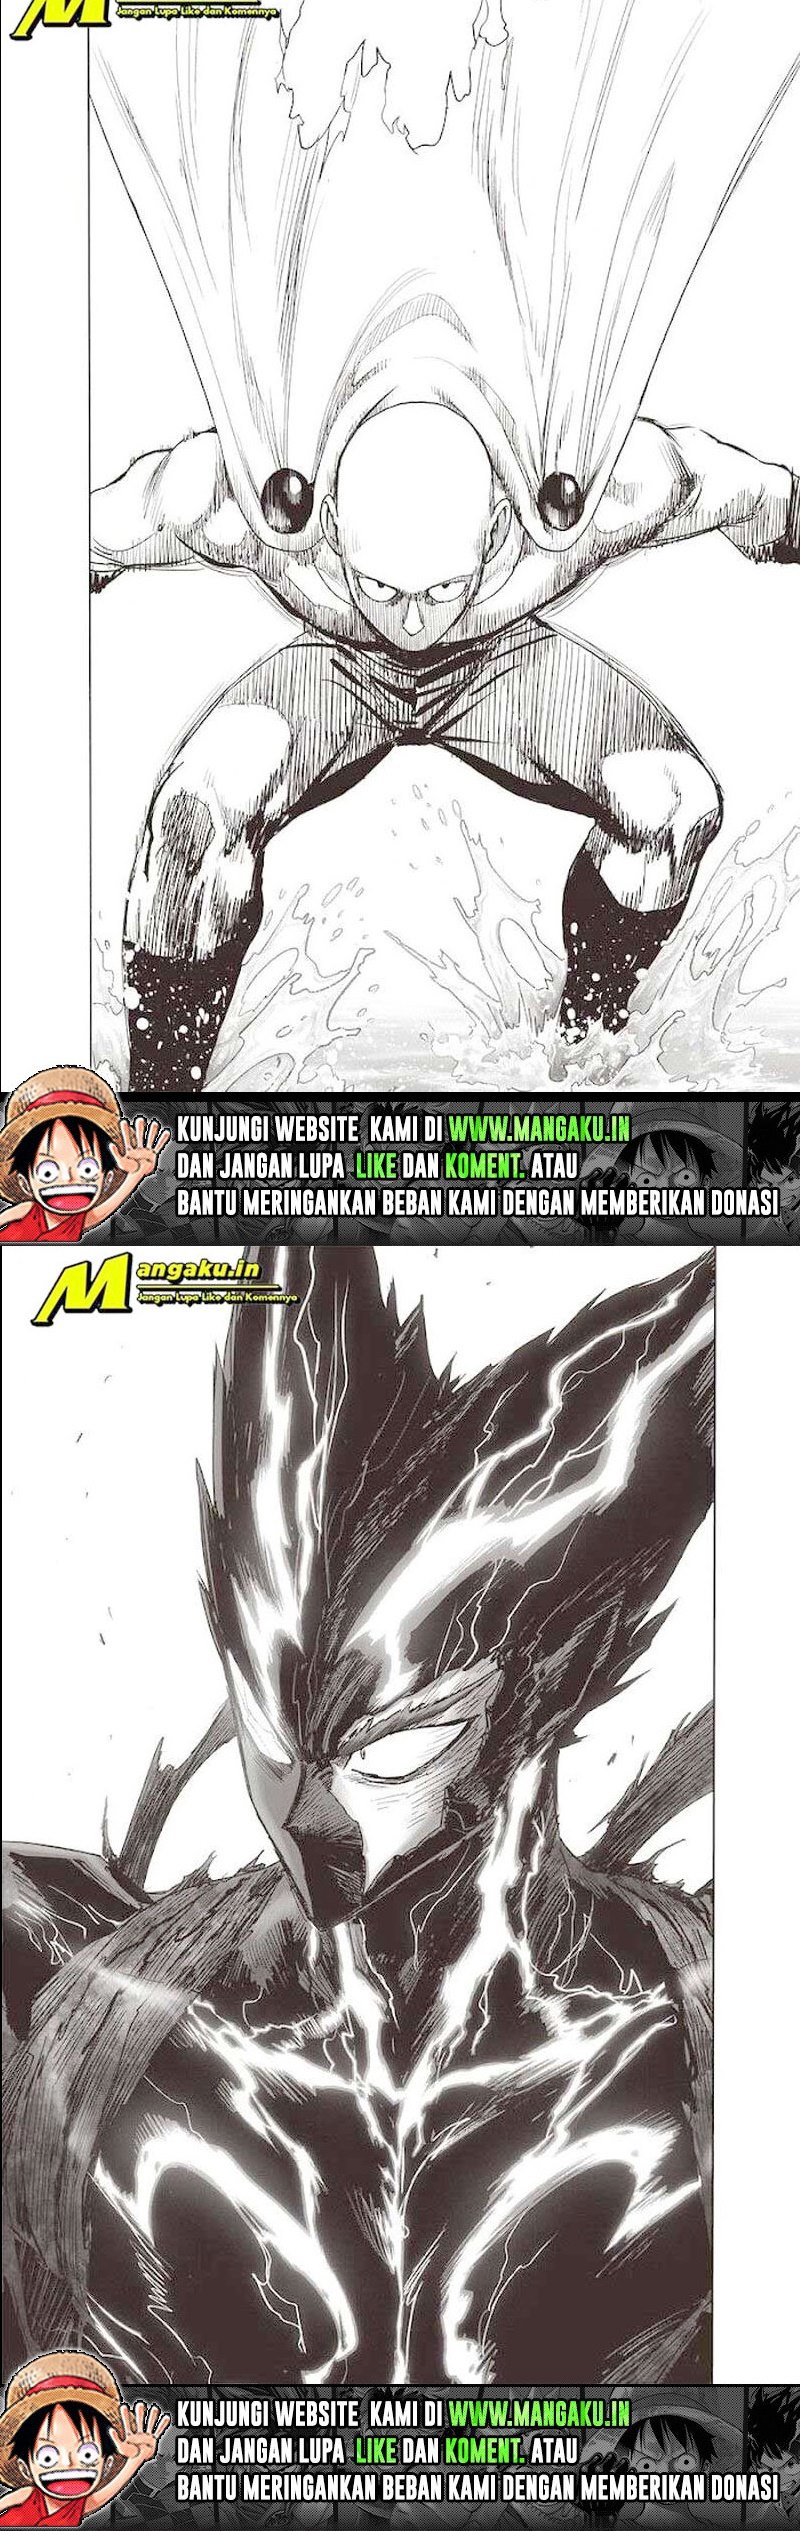 Jangan Lupa Like dan Komennya
KUNJUNGI WEBSITE KAMI DI WWW.MANGAKU.IN
DAN JANGAN LUPA LIKE DAN KOMENT. ATAU
BANTU MERINGANKAN BEBAN KAMI DENGAN MEMBERIKAN DONASI
Mangaku.in
Jangan Lupa Like dan Komennya
KUNJUNGI WEBSITE KAMI DI WWW.MANGAKU.IN
DAN JANGAN LUPA LIKE DAN KOMENT. ATAU
BANTU MERINGANKAN BEBAN KAMI DENGAN MEMBERIKAN DONASI